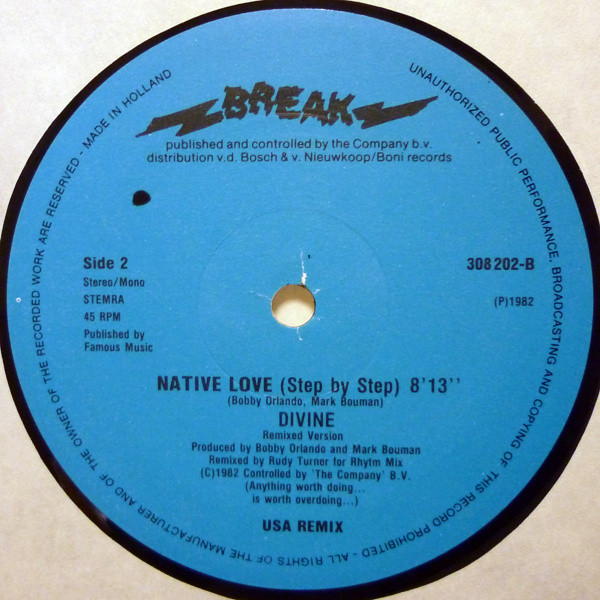 BREAK
published and controlled by the Company b.v.
distribution v.d. Bosch & v. Nieuwkoop/Boni records
Side 2
Stereo/Mono
STEMRA
45 RPM
Published by
Famous Music
308 202-B
(P)1982
NATIVE LOVE (Step by Step) 8'13''
(Bobby Orlando, Mark Bouman)
DIVINE
Remixed Version
Produced by Bobby Orlando and Mark Bouman
Remixed by Rudy Turner for Rhytm Mix
(C)1982 Controlled by 'The Company' B.V.
(Anything worth doing...
is worth overdoing...)
USA REMIX
UNAUTHORIZED PUBLIC PERFORMANCE, BROADCASTING AND COPYING OF THIS RECORD PROHIBITED - ALL RIGHTS OF THE MANUFACTURER AND OF THE OWNER OF THE RECORDED WORK ARE RESERVED - MADE IN HOLLAND